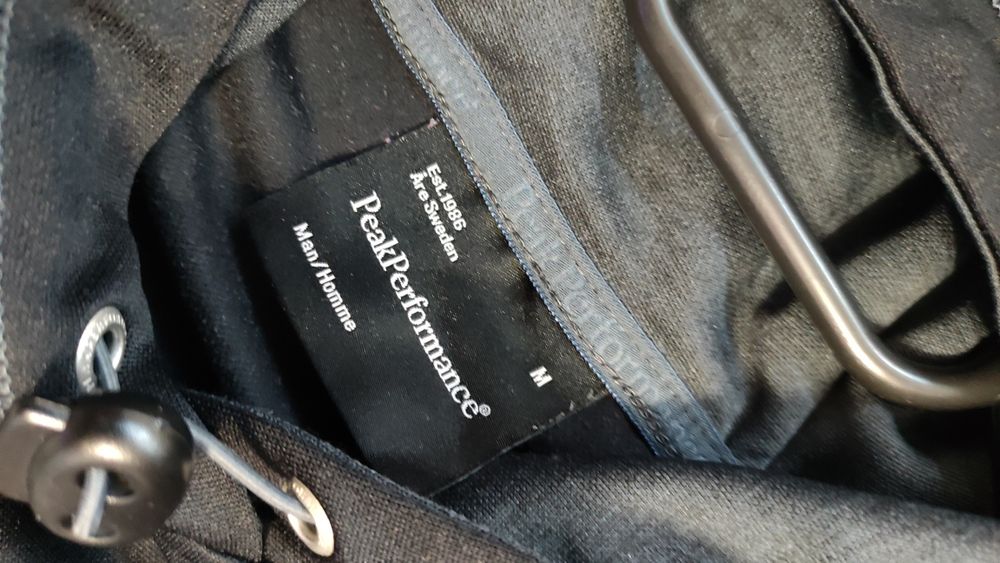 Est.1986
Åre Sweden
PeakPerformance®
Man/Homme
M